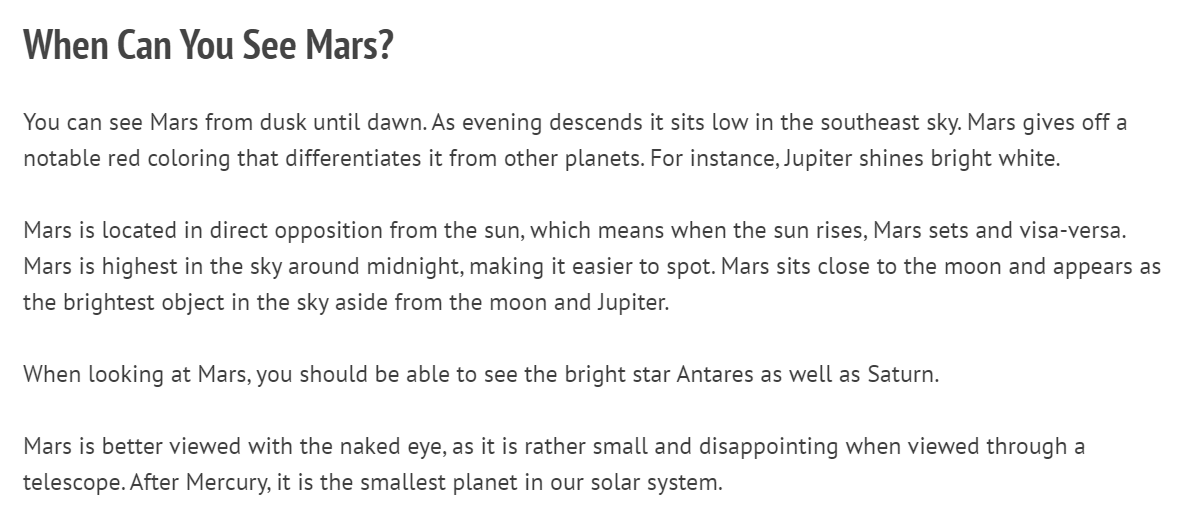 When Can You See Mars?
You can see Mars from dusk until dawn. As evening descends it sits low in the southeast sky. Mars gives off a
notable red coloring that differentiates it from other planets. For instance, Jupiter shines bright white.
Mars is located in direct opposition from the sun, which means when the sun rises, Mars sets and visa-versa.
Mars is highest in the sky around midnight, making it easier to spot. Mars sits close to the moon and appears as
the brightest object in the sky aside from the moon and Jupiter.
When looking at Mars, you should be able to see the bright star Antares as well as Saturn.
Mars is better viewed with the naked eye, as it is rather small and disappointing when viewed through a
telescope. After Mercury, it is the smallest planet in our solar system.